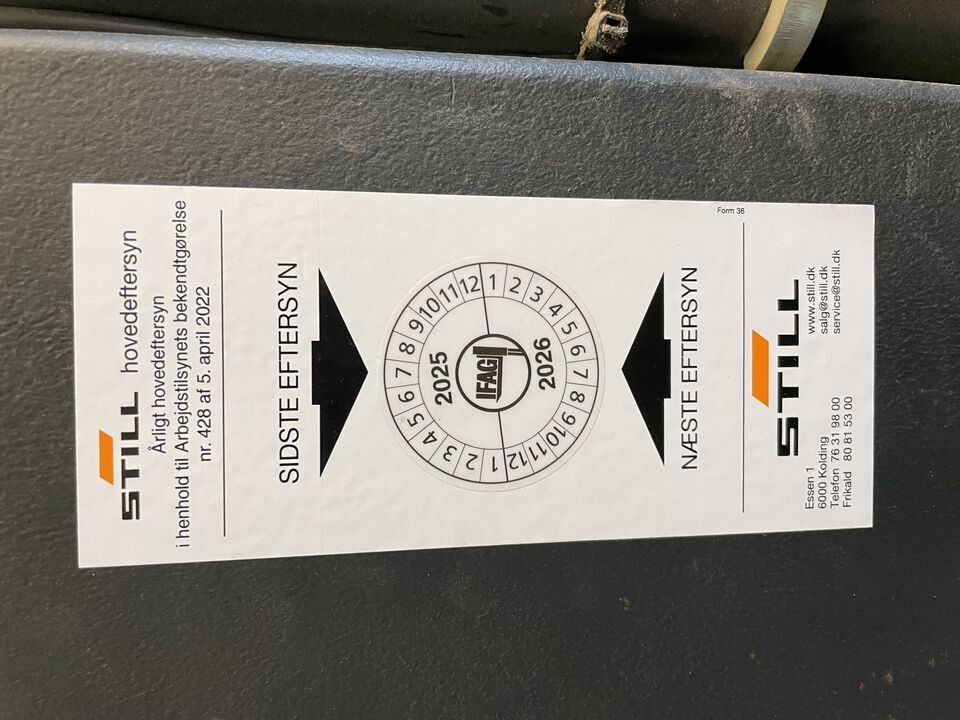 STILL hovedeftersyn
Årligt hovedeftersyn
i henhold til Arbejdstilsynets bekendtgørelse
nr. 428 af 5. april 2022
SIDSTE EFTERSYN
1 2 3 4 5 6 7 8 9 10 11 12
2025
IFAG
2026
1 2 3 4 5 6 7 8 9 10 11 12
NÆSTE EFTERSYN
Form 36
STILL
Essen 1 www.still.dk
6000 Kolding salg@still.dk
Telefon 76 31 98 00 service@still.dk
Frikald 80 81 53 00